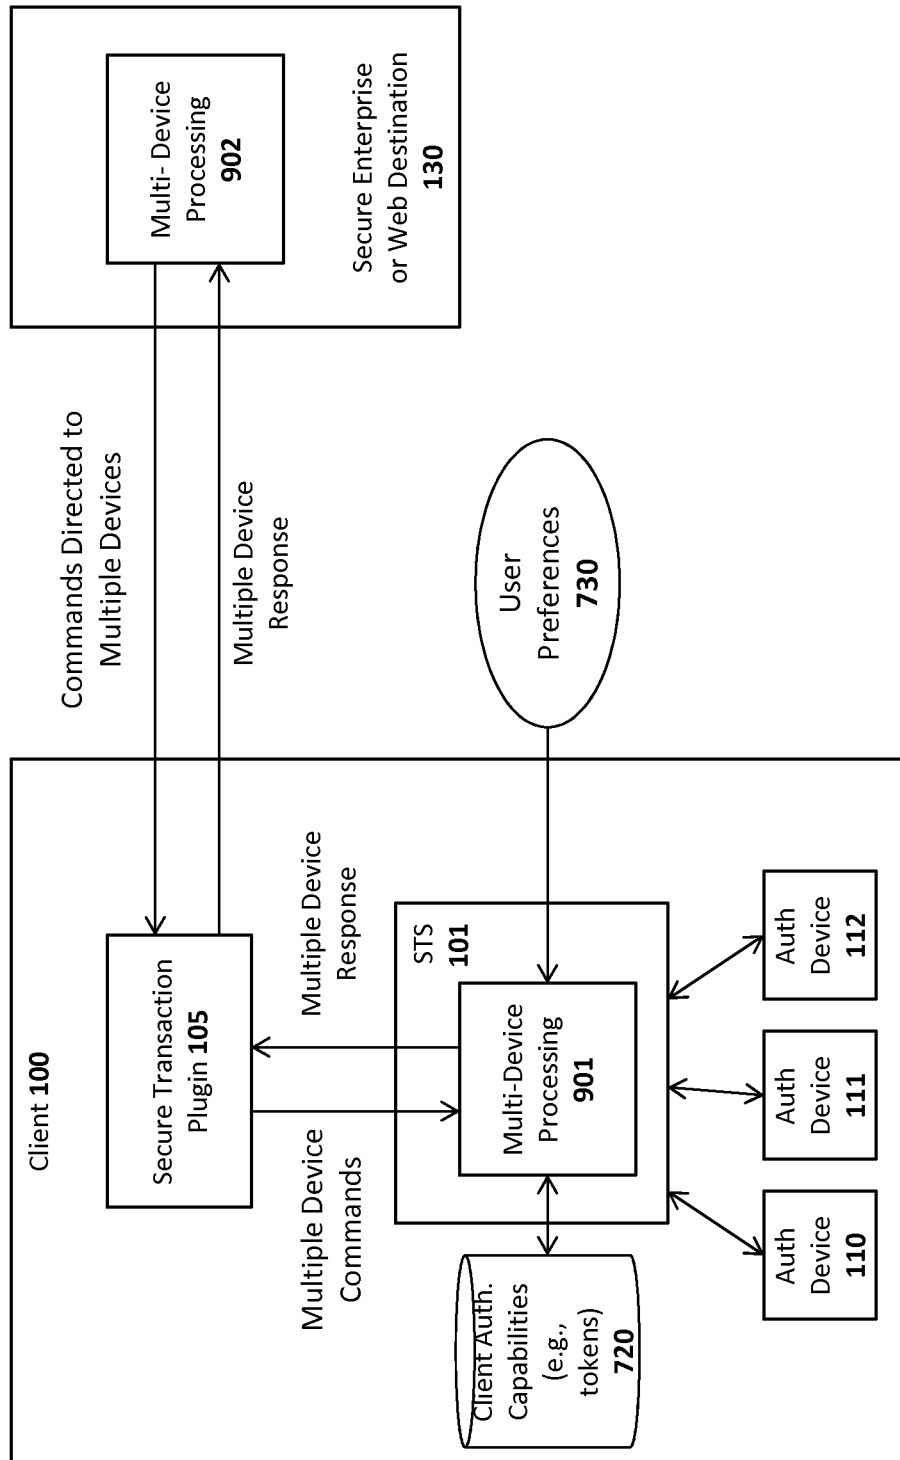 Client 100
Secure Transaction
Plugin 105
Commands Directed to
Multiple Devices
Multiple Device
Response
Multi- Device
Processing
902
Secure Enterprise
or Web Destination
130
Multiple Device
Commands
Multiple Device
Response
STS
101
Multi-Device
Processing
901
User
Preferences
730
Client Auth.
Capabilities
(e.g.,
tokens)
720
Auth
Device
110
Auth
Device
111
Auth
Device
112